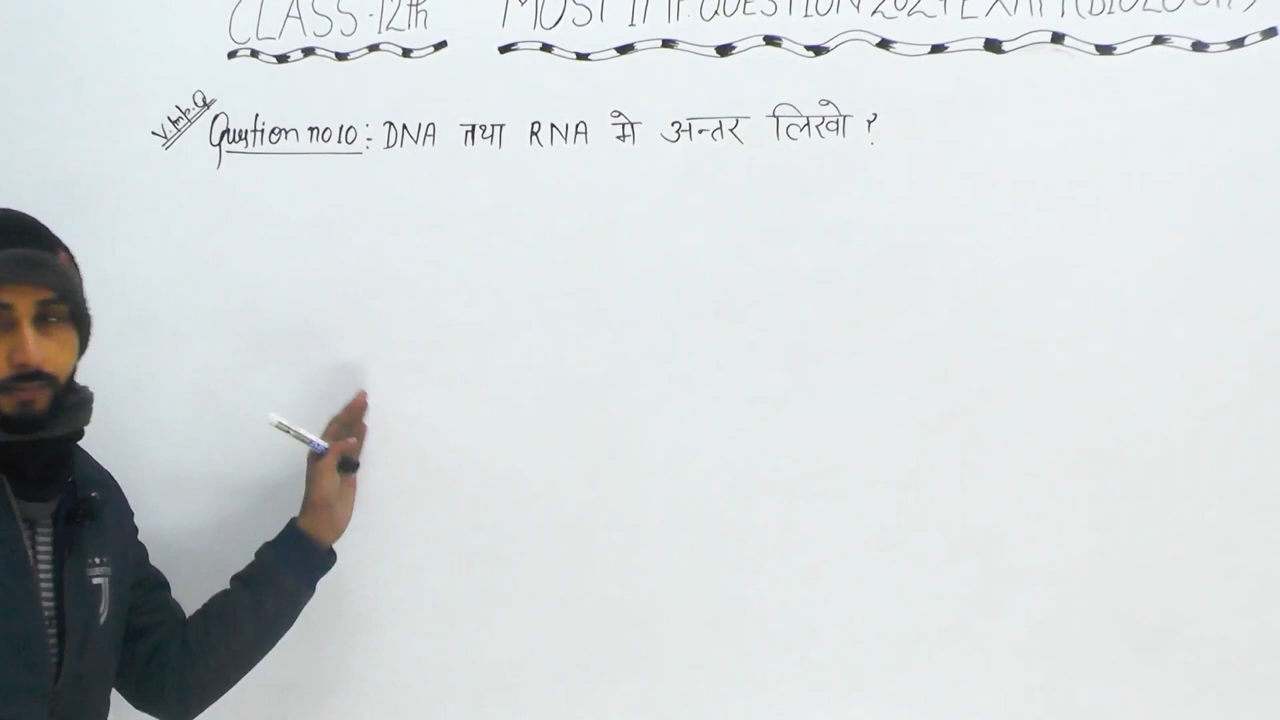 CLASS-12th MOST IMP. QUESTION 2024 EXAM (BIOLOGY)
V.Imp.Q
Question no 10:- DNA तथा RNA मे अन्तर लिखो ?